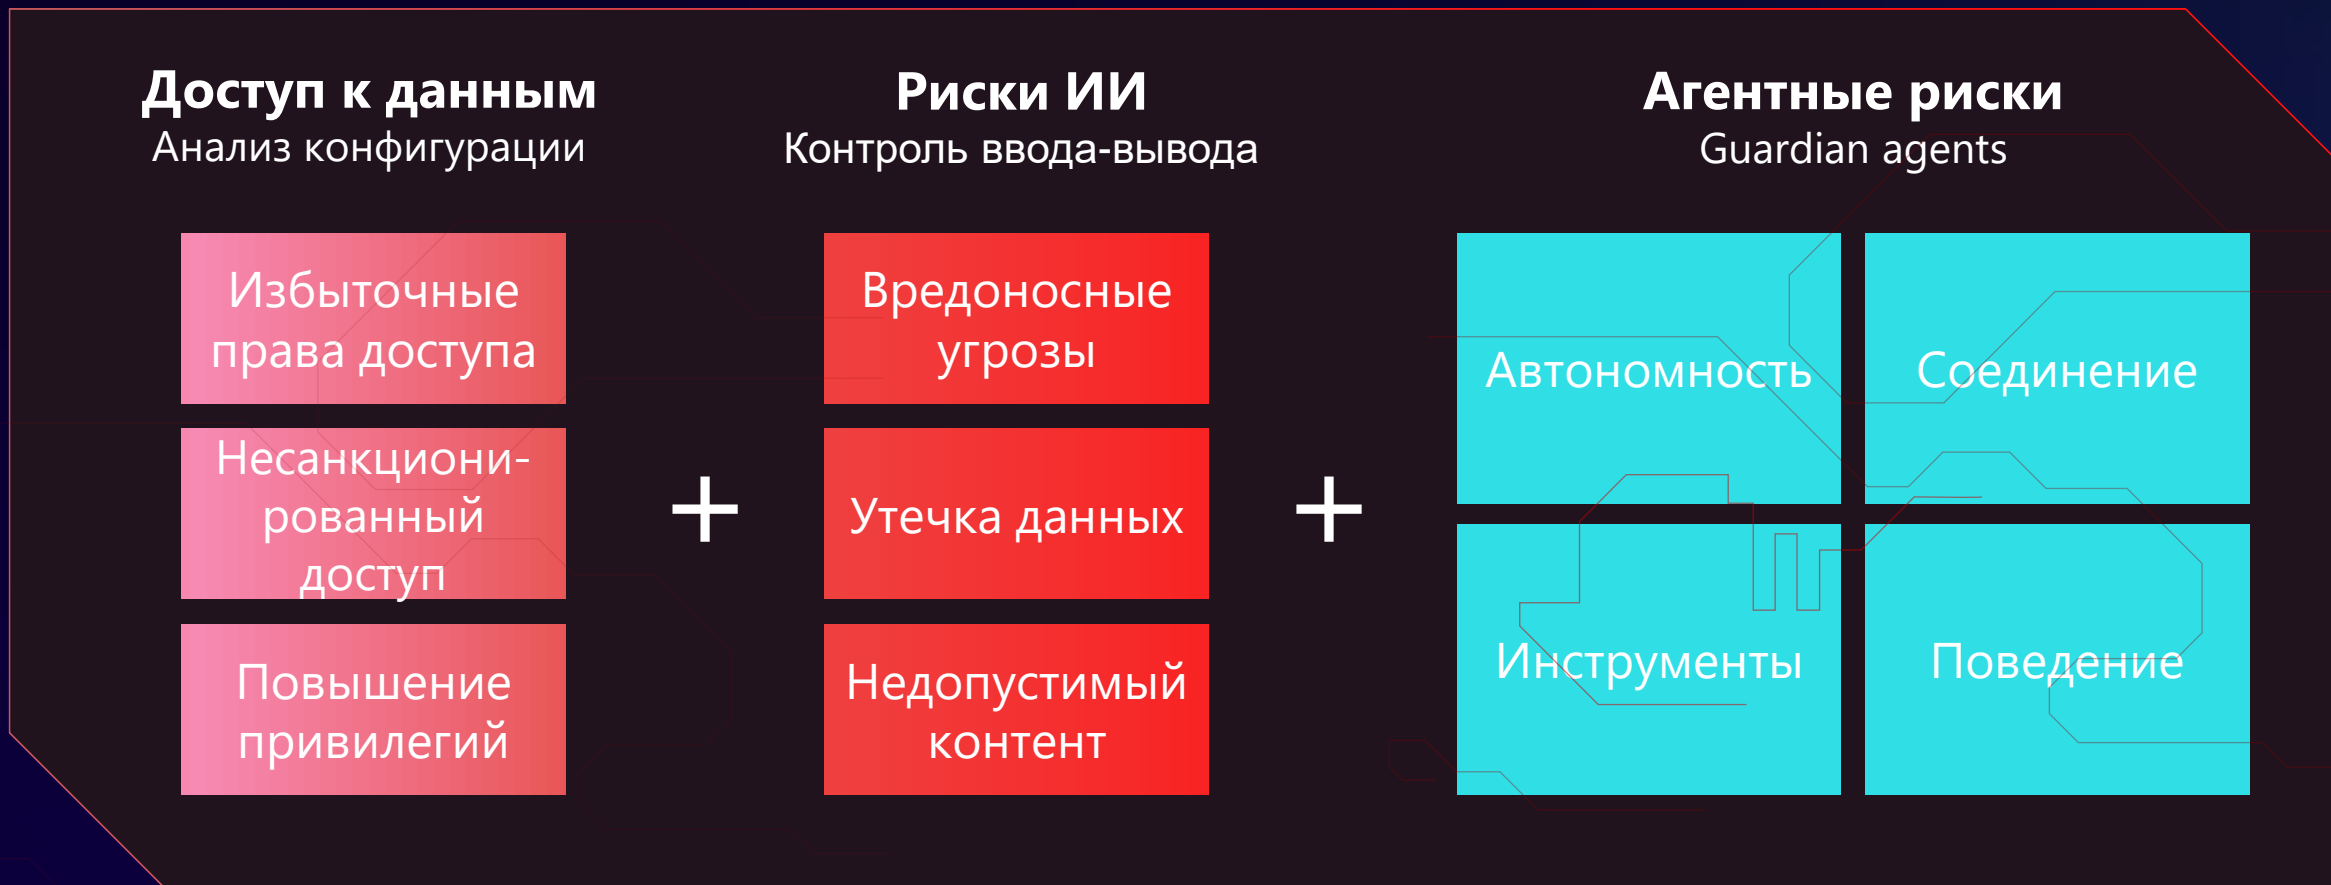 Доступ к данным
Анализ конфигурации
Избыточные
права доступа
Несанкциони-
рованный
доступ
Повышение
привилегий
+
Риски ИИ
Контроль ввода-вывода
Вредоносные
угрозы
Утечка данных
Недопустимый
контент
+
Агентные риски
Guardian agents
Автономность
Соединение
Инструменты
Поведение